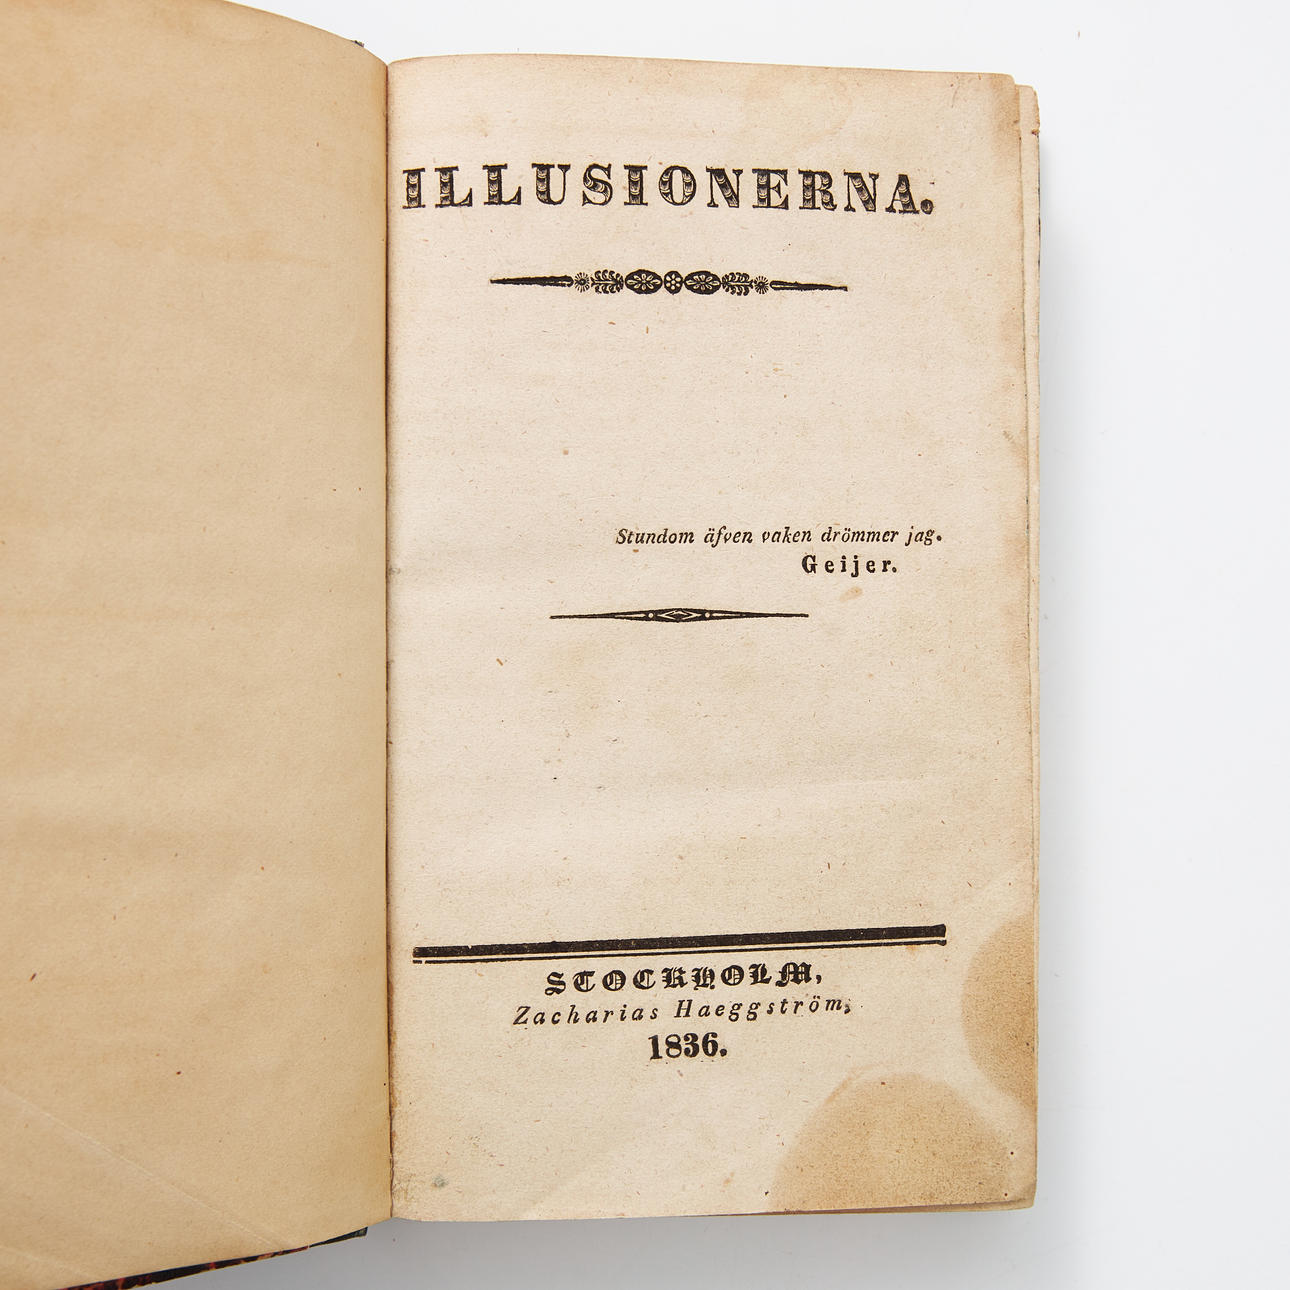 ILLUSIONERNA.
Stundom äfven vaken drömmer jag.
Geijer.
STOCKHOLM,
Zacharias Haeggström,
1836.